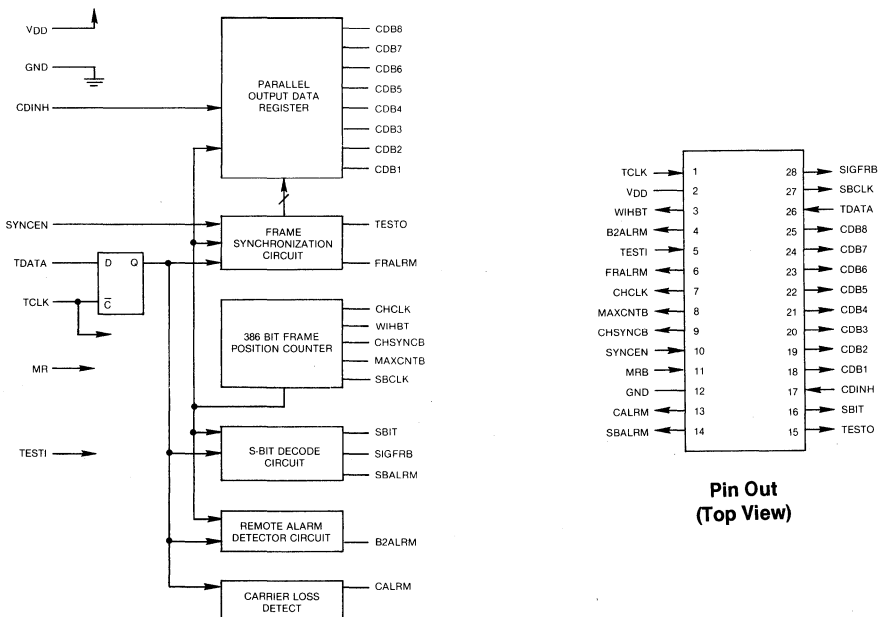 VDD
GND
CDINH
SYNCEN
TDATA
TCLK
MR
TESTI
D Q
C̅
PARALLEL
OUTPUT DATA
REGISTER
CDB8
CDB7
CDB6
CDB5
CDB4
CDB3
CDB2
CDB1
FRAME
SYNCHRONIZATION
CIRCUIT
TESTO
FRALRM
386 BIT FRAME
POSITION COUNTER
CHCLK
WIHBT
CHSYNCB
MAXCNTB
SBCLK
S-BIT DECODE
CIRCUIT
SBIT
SIGFRB
SBALRM
REMOTE ALARM
DETECTOR CIRCUIT
B2ALRM
CARRIER LOSS
DETECT
CALRM
TCLK 1 28 SIGFRB
VDD 2 27 SBCLK
WIHBT 3 26 TDATA
B2ALRM 4 25 CDB8
TESTI 5 24 CDB7
FRALRM 6 23 CDB6
CHCLK 7 22 CDB5
MAXCNTB 8 21 CDB4
CHSYNCB 9 20 CDB3
SYNCEN 10 19 CDB2
MRB 11 18 CDB1
GND 12 17 CDINH
CALRM 13 16 SBIT
SBALRM 14 15 TESTO
Pin Out
(Top View)